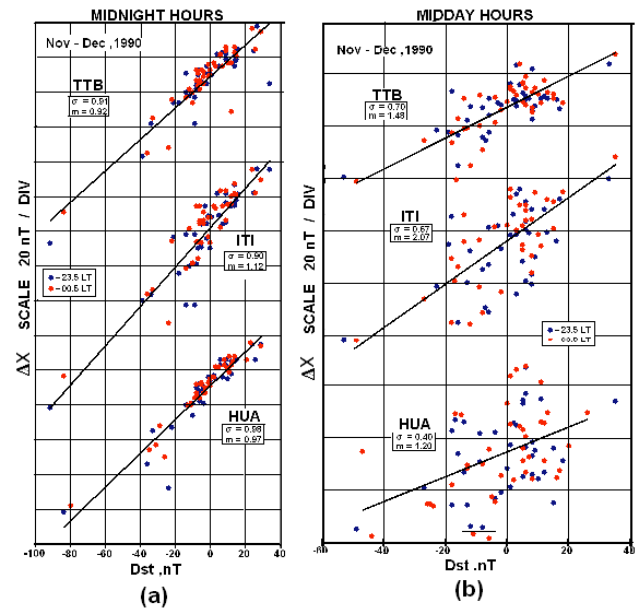 MIDNIGHT HOURS
Nov - Dec ,1990
TTB
σ = 0.91
m = 0.92
ITI
σ = 0.90
m = 1.12
-23.5 LT
-00.5 LT
HUA
σ = 0.98
m = 0.97
ΔX SCALE 20 nT / DIV
-100 -80 -60 -40 -20 0 20 40
Dst ,nT
(a)
MIDDAY HOURS
Nov - Dec ,1990
TTB
σ = 0.70
m = 1.48
ITI
σ = 0.67
m = 2.07
-23.5 LT
LT
HUA
σ = 0.40
m = 1.20
ΔX SCALE 20 nT / DIV
-40 -20 0 20 40
Dst ,nT
(b)